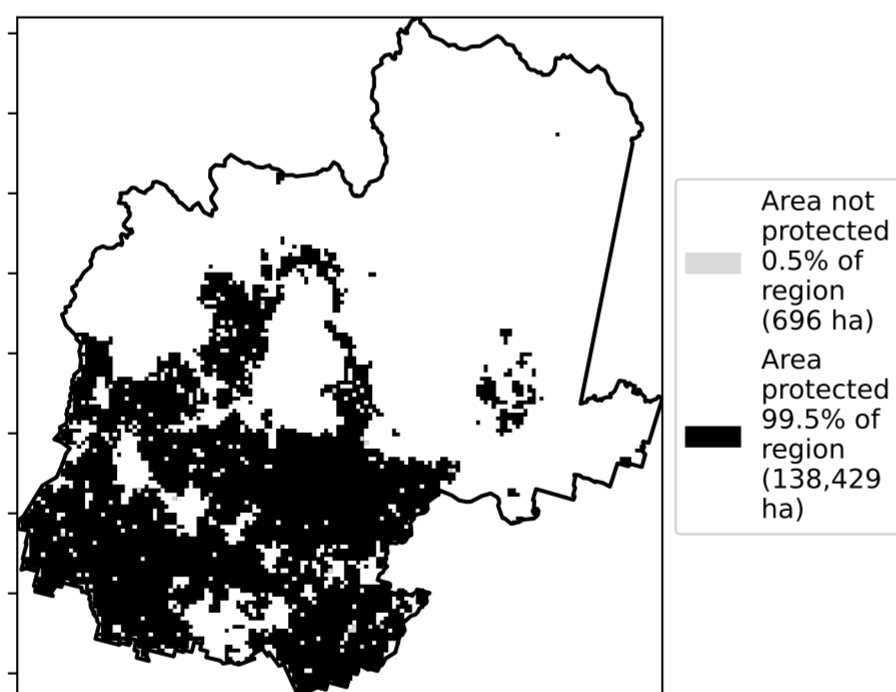 Area not
protected
0.5% of
region
(696 ha)
Area
protected
99.5% of
region
(138,429
ha)